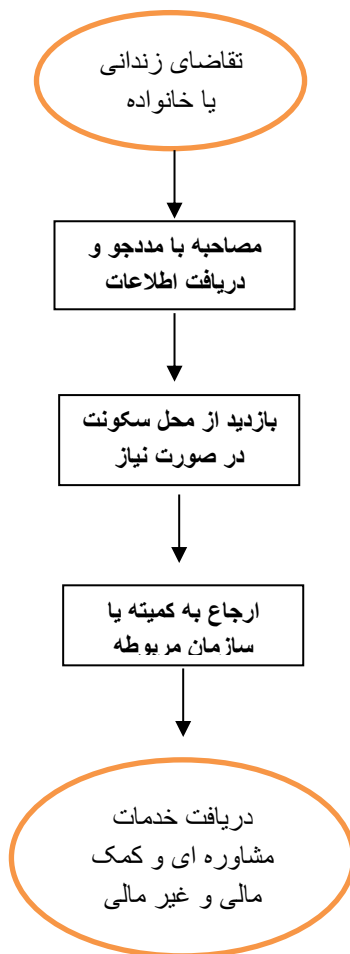 تقاضای زندانی
یا خانواده
مصاحبه با مددجو و
دریافت اطلاعات
بازدید از محل سکونت
در صورت نیاز
ارجاع به کمیته یا
سازمان مربوطه
دریافت خدمات
مشاوره ای و کمک
مالی و غیر مالی